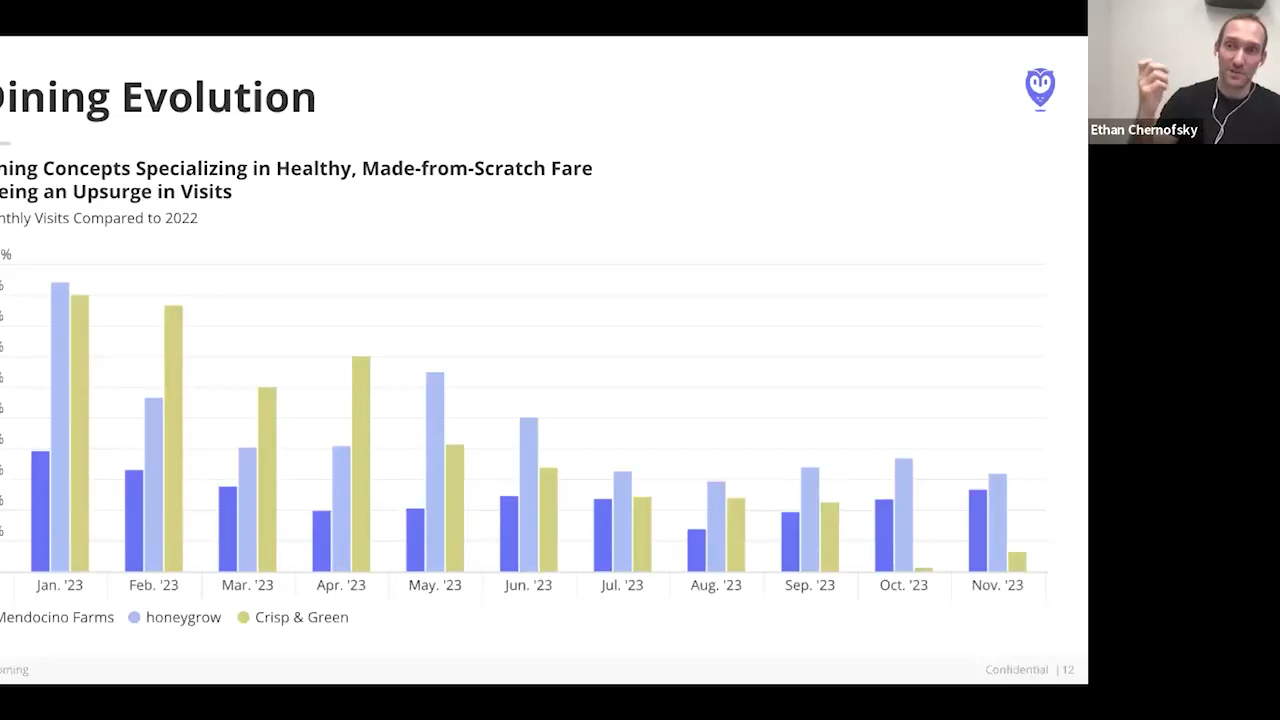 Dining Evolution
ning Concepts Specializing in Healthy, Made-from-Scratch Fare
eing an Upsurge in Visits
nthly Visits Compared to 2022
%
%
%
%
%
%
%
%
%
%
Jan. '23 Feb. '23 Mar. '23 Apr. '23 May. '23 Jun. '23 Jul. '23 Aug. '23 Sep. '23 Oct. '23 Nov. '23
Mendocino Farms honeygrow Crisp & Green
oming
Confidential | 12
Ethan Chernofsky